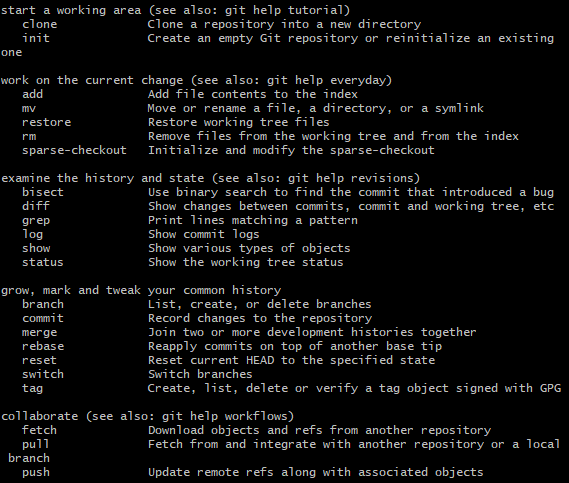 start a working area (see also: git help tutorial)
   clone             Clone a repository into a new directory
   init              Create an empty Git repository or reinitialize an existing
one

work on the current change (see also: git help everyday)
   add               Add file contents to the index
   mv                Move or rename a file, a directory, or a symlink
   restore           Restore working tree files
   rm                Remove files from the working tree and from the index
   sparse-checkout   Initialize and modify the sparse-checkout

examine the history and state (see also: git help revisions)
   bisect            Use binary search to find the commit that introduced a bug
   diff              Show changes between commits, commit and working tree, etc
   grep              Print lines matching a pattern
   log               Show commit logs
   show              Show various types of objects
   status            Show the working tree status

grow, mark and tweak your common history
   branch            List, create, or delete branches
   commit            Record changes to the repository
   merge             Join two or more development histories together
   rebase            Reapply commits on top of another base tip
   reset             Reset current HEAD to the specified state
   switch            Switch branches
   tag               Create, list, delete or verify a tag object signed with GPG

collaborate (see also: git help workflows)
   fetch             Download objects and refs from another repository
   pull              Fetch from and integrate with another repository or a local
 branch
   push              Update remote refs along with associated objects